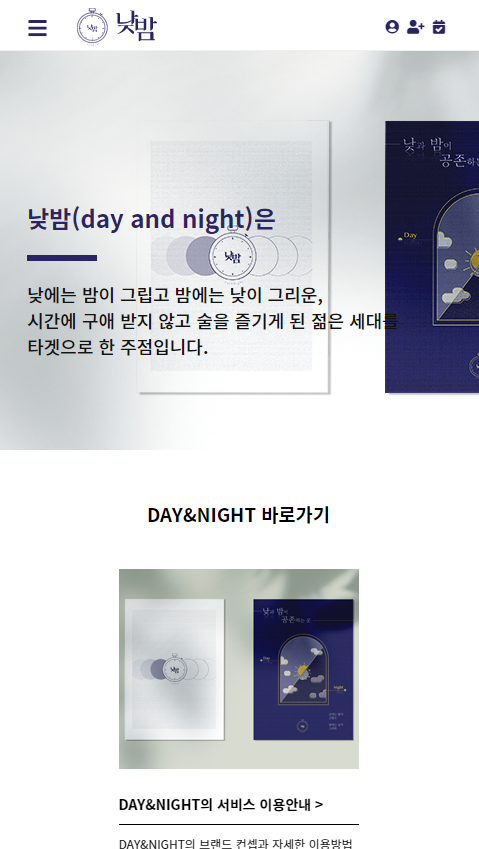 낮밤
낮과 밤이
공존하는
Day
낮밤(day and night)은
낮밤
낮에는 밤이 그립고 밤에는 낮이 그리운,
시간에 구애 받지 않고 술을 즐기게 된 젊은 세대를
타겟으로 한 주점입니다.
DAY&NIGHT 바로가기
낮과 밤이
공존하는 곳
Day
Night
DAY&NIGHT의 서비스 이용안내 >
DAY&NIGHT의 브랜드 컨셉과 자세한 이용방법